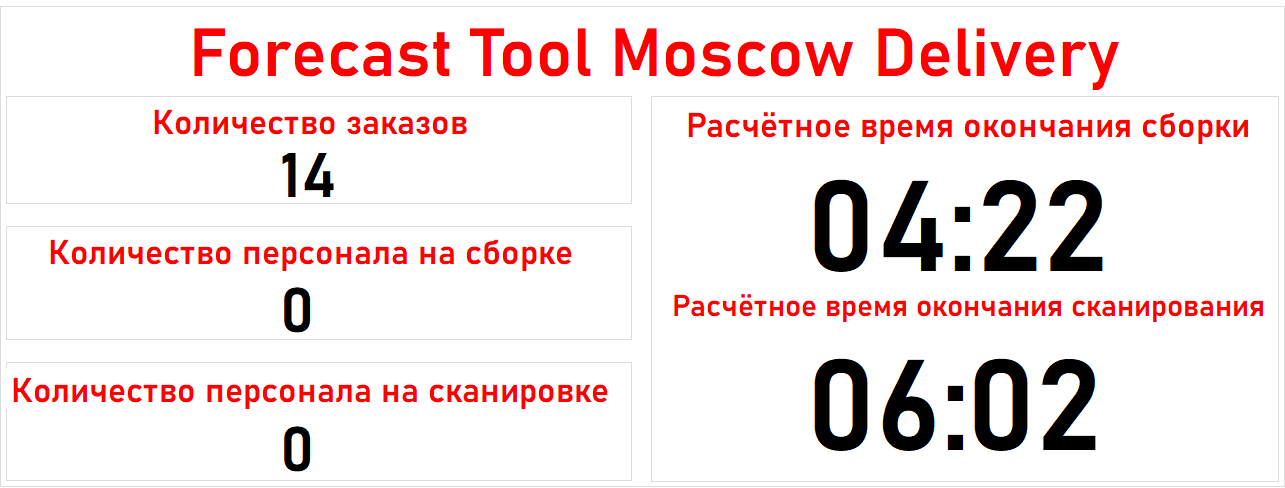 Forecast Tool Moscow Delivery
Количество заказов
14
Количество персонала на сборке
0
Количество персонала на сканировке
0
Расчётное время окончания сборки
04:22
Расчётное время окончания сканирования
06:02